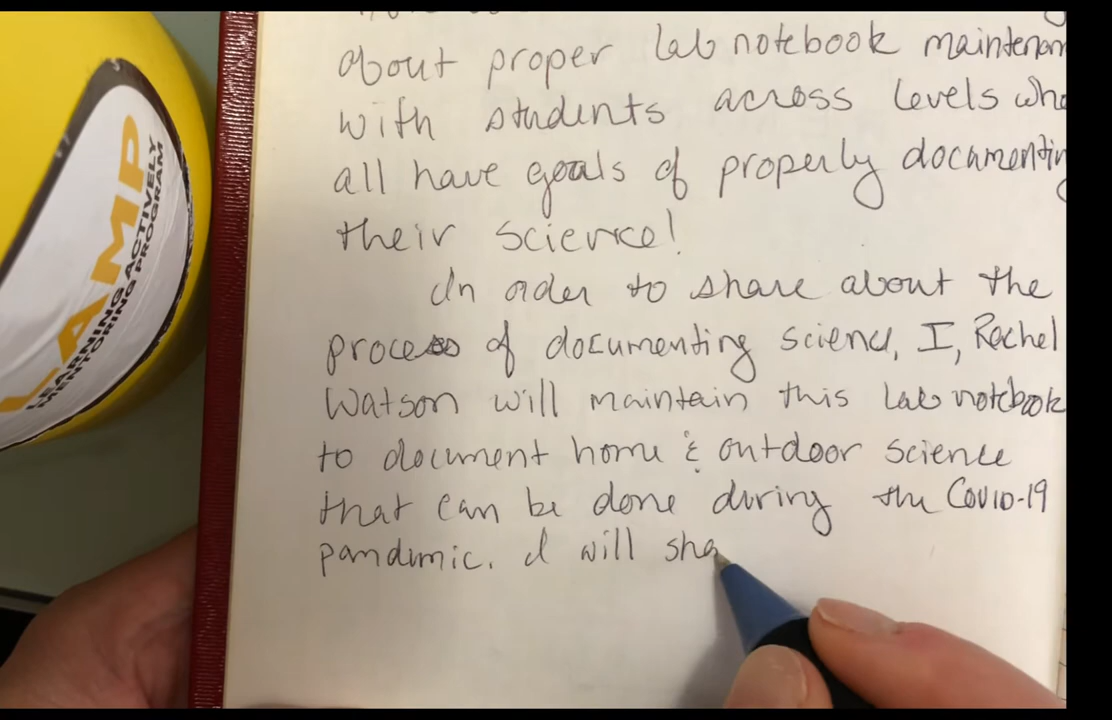 LAMP
LEARNING ACTIVELY
MENTORING PROGRAM
about proper lab notebook maintenan
with students across levels who
all have goals of properly documenting
their science!
In order to share about the
process of documenting science, I, Rachel
Watson will maintain this lab notebook
to document home & outdoor science
that can be done during the Covid-19
pandemic. I will sha